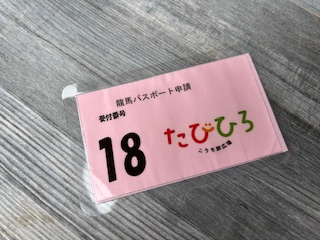 龍馬パスポート申請
受付番号
18
たびひろ
こうち旅広場